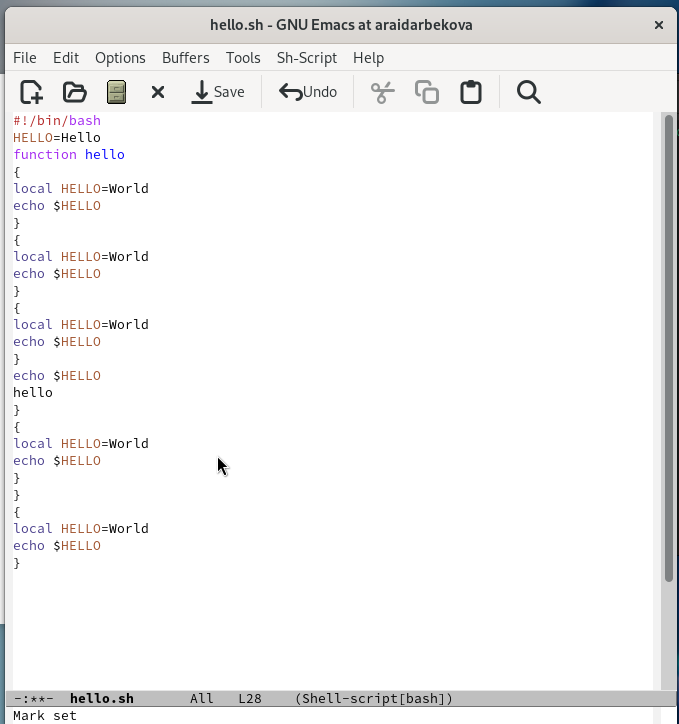 hello.sh - GNU Emacs at araidarbekova
File Edit Options Buffers Tools Sh-Script Help
Save Undo
#!/bin/bash
HELLO=Hello
function hello
{
local HELLO=World
echo $HELLO
}
{
local HELLO=World
echo $HELLO
}
{
local HELLO=World
echo $HELLO
}
echo $HELLO
hello
}
{
local HELLO=World
echo $HELLO
}
}
{
local HELLO=World
echo $HELLO
}
-:**- hello.sh All L28 (Shell-script[bash])
Mark set